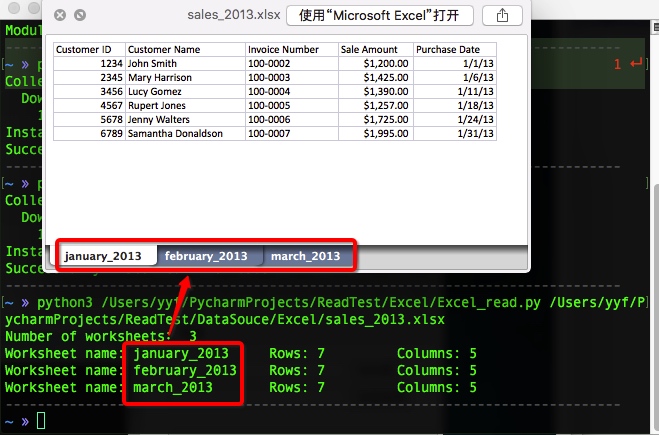 sales_2013.xlsx 使用“Microsoft Excel”打开
Customer ID Customer Name Invoice Number Sale Amount Purchase Date
1234 John Smith 100-0002 $1,200.00 1/1/13
2345 Mary Harrison 100-0003 $1,425.00 1/6/13
3456 Lucy Gomez 100-0004 $1,390.00 1/11/13
4567 Rupert Jones 100-0005 $1,257.00 1/18/13
5678 Jenny Walters 100-0006 $1,725.00 1/24/13
6789 Samantha Donaldson 100-0007 $1,995.00 1/31/13
january_2013 february_2013 march_2013
Modul
~ » p 1 ↵
Colle
Dow
1
Insta
Succe
~ » p
Colle
Dow
1
Insta
Succe
~ » python3 /Users/yyf/PycharmProjects/ReadTest/Excel/Excel_read.py /Users/yyf/P
ycharmProjects/ReadTest/DataSouce/Excel/sales_2013.xlsx
Number of worksheets: 3
Worksheet name: january_2013 Rows: 7 Columns: 5
Worksheet name: february_2013 Rows: 7 Columns: 5
Worksheet name: march_2013 Rows: 7 Columns: 5
~ »